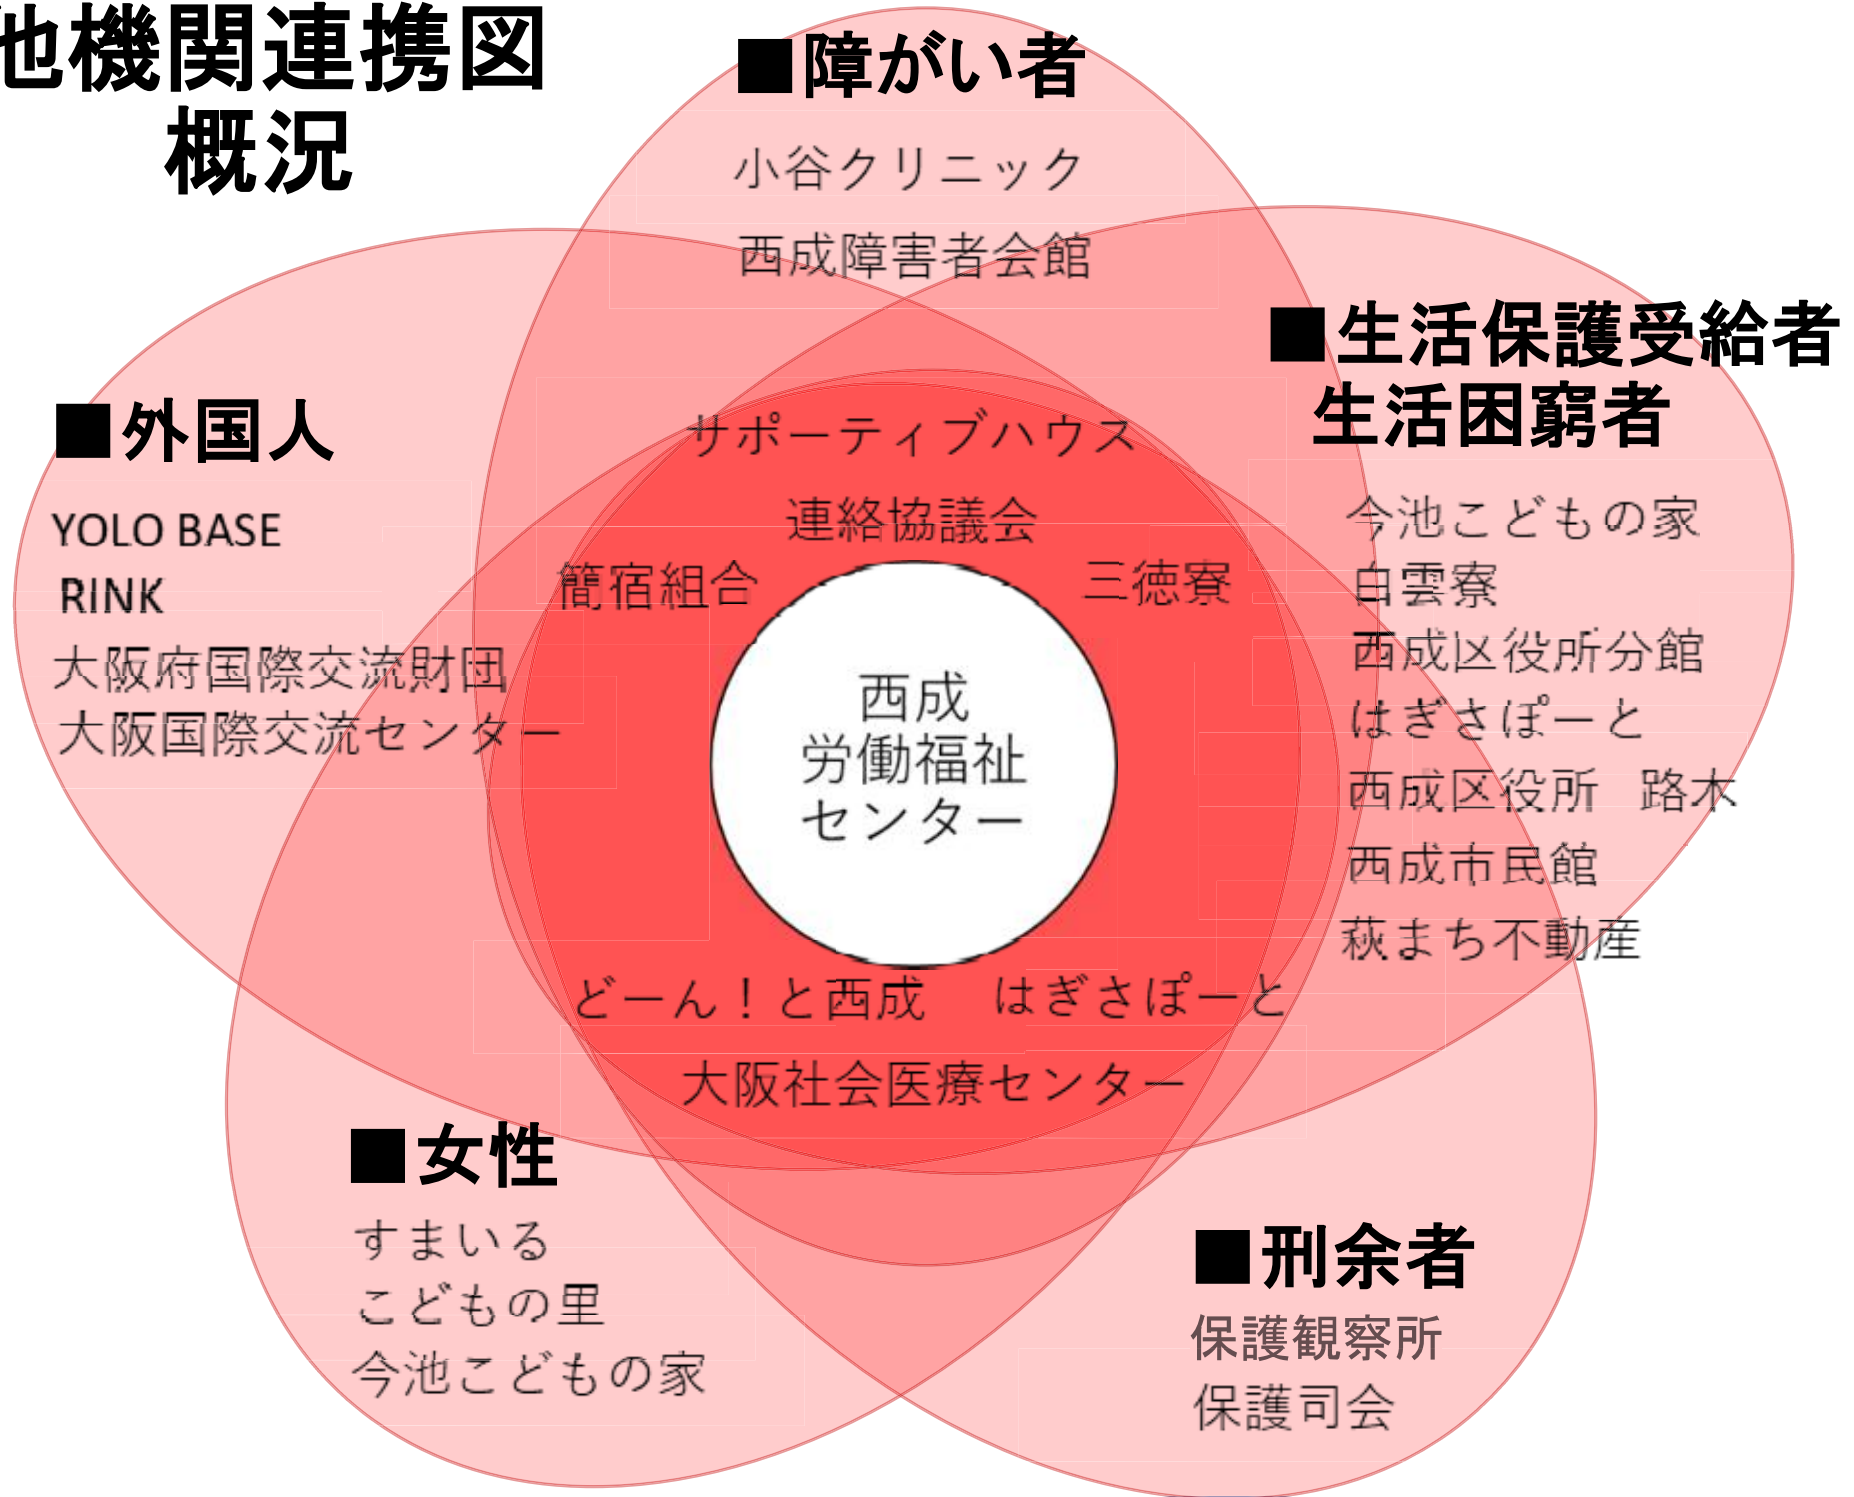 他機関連携図
概況
■障がい者
小谷クリニック
西成障害者会館
■生活保護受給者
生活困窮者
今池こどもの家
白雲寮
西成区役所分館
はぎさぽーと
西成区役所 路木
西成市民館
萩まち不動産
■外国人
YOLO BASE
RINK
大阪府国際交流財団
大阪国際交流センター
サポーティブハウス
連絡協議会
簡宿組合
三徳寮
西成
労働福祉
センター
どーん！と西成 はぎさぽーと
大阪社会医療センター
■女性
すまいる
こどもの里
今池こどもの家
■刑余者
保護観察所
保護司会